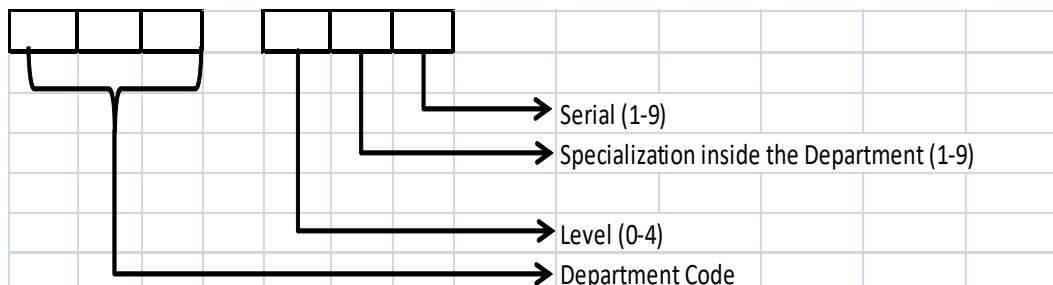 Serial (1-9)
Specialization inside the Department (1-9)
Level (0-4)
Department Code